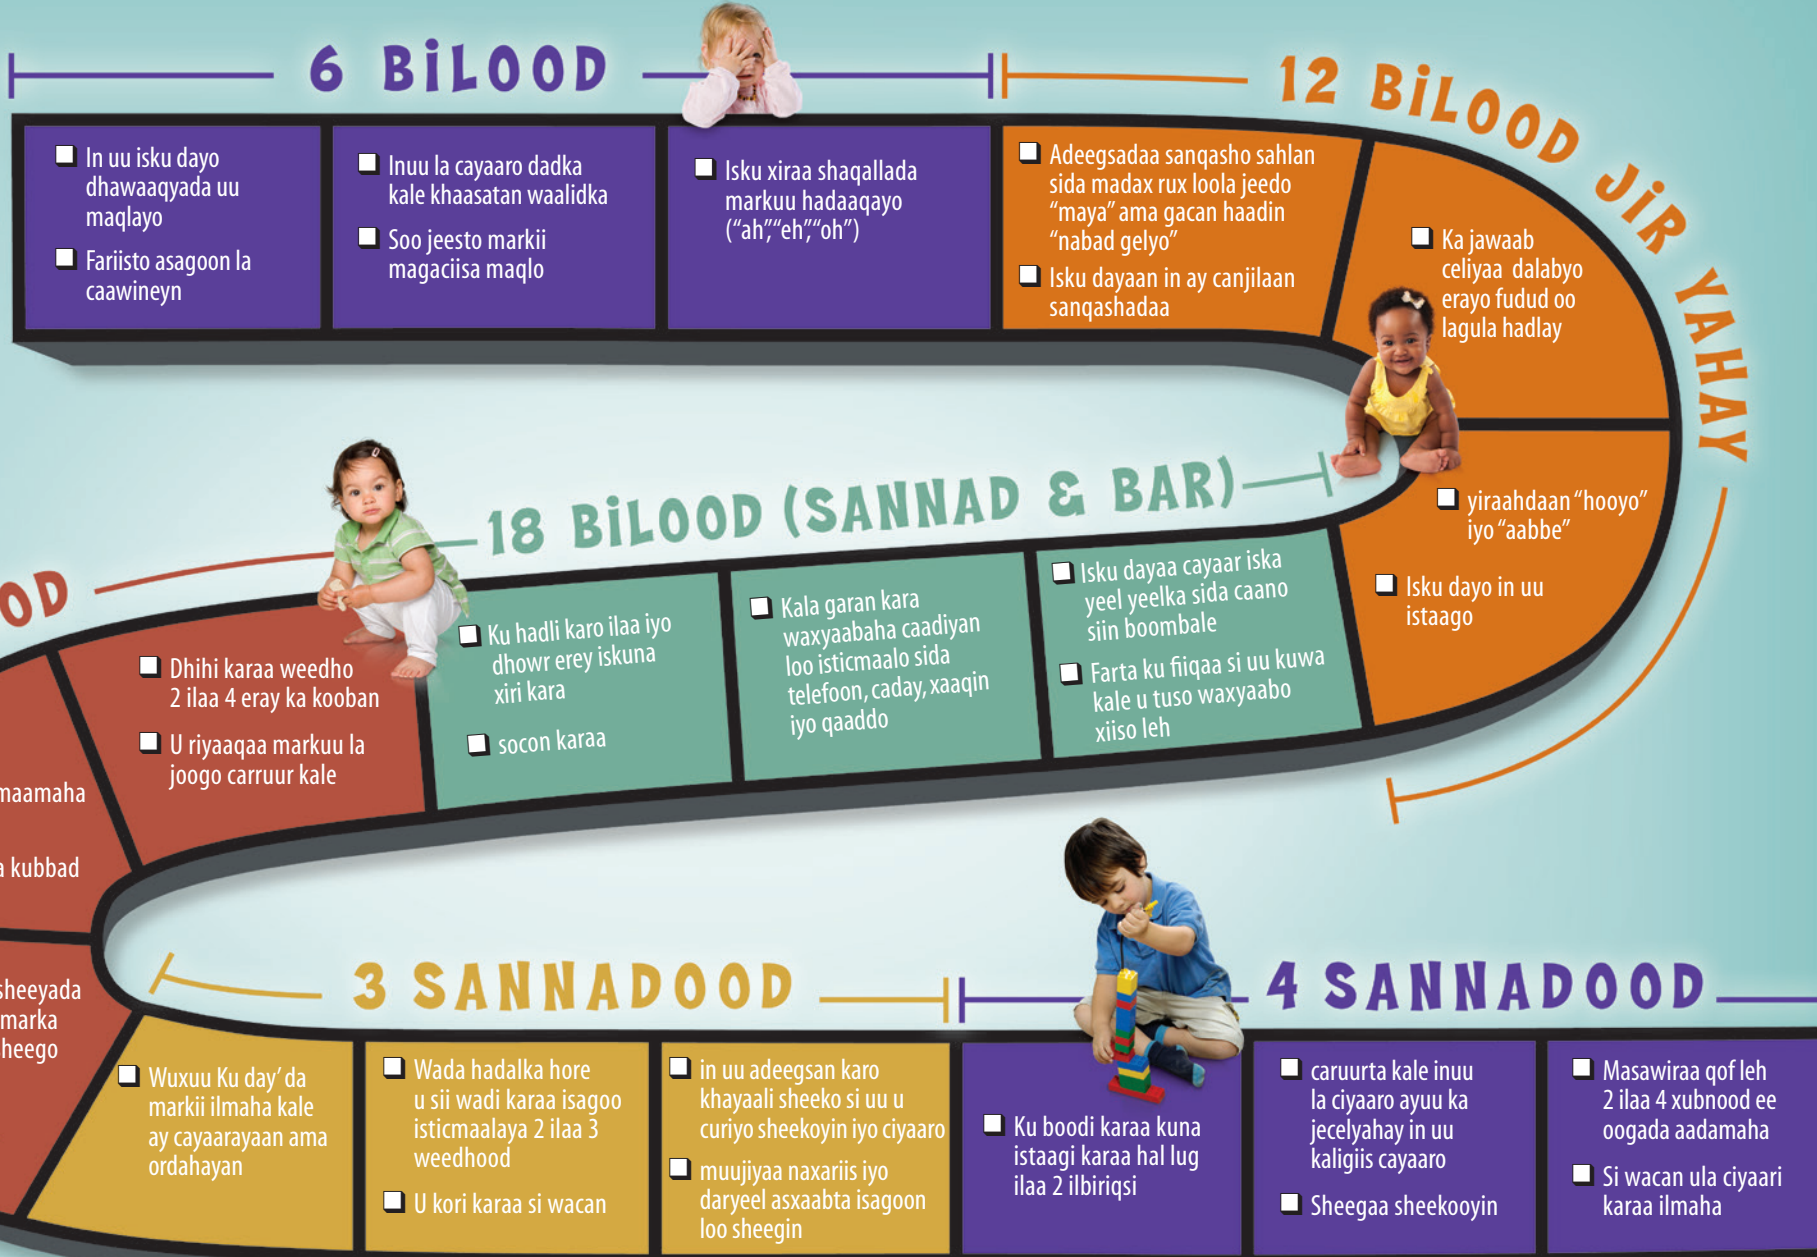 6 BiLOOD
In uu isku dayo
dhawaaqyada uu
maqlayo
Fariisto asagoon la
caawineyn
Inuu la cayaaro dadka
kale khaasatan waalidka
Soo jeesto markii
magaciisa maqlo
Isku xiraa shaqallada
markuu hadaaqayo
(“ah”,“eh”,“oh”)
12 BiLOOD JiR YAHAY
Adeegsadaa sanqasho sahlan
sida madax rux loola jeedo
“maya” ama gacan haadin
“nabad gelyo”
Isku dayaan in ay canjilaan
sanqashadaa
Ka jawaab
celiyaa dalabyo
erayo fudud oo
lagula hadlay
yiraahdaan “hooyo”
iyo “aabbe”
Isku dayo in uu
istaago
18 BiLOOD (SANNAD & BAR)
Isku dayaa cayaar iska
yeel yeelka sida caano
siin boombale
Farta ku fiiqaa si uu kuwa
kale u tuso waxyaabo
xiiso leh
Kala garan kara
waxyaabaha caadiyan
loo isticmaalo sida
telefoon, caday, xaaqin
iyo qaaddo
Ku hadli karo ilaa iyo
dhowr erey iskuna
xiri kara
socon karaa
OD
Dhihi karaa weedho
2 ilaa 4 eray ka kooban
U riyaaqaa markuu la
joogo carruur kale
maamaha
a kubbad
sheeyada
marka
heego
3 SANNADOOD
Wuxuu Ku day’ da
markii ilmaha kale
ay cayaarayaan ama
ordahayan
Wada hadalka hore
u sii wadi karaa isagoo
isticmaalaya 2 ilaa 3
weedhood
U kori karaa si wacan
in uu adeegsan karo
khayaali sheeko si uu u
curiyo sheekoyin iyo ciyaaro
muujiyaa naxariis iyo
daryeel asxaabta isagoon
loo sheegin
4 SANNADOOD
Ku boodi karaa kuna
istaagi karaa hal lug
ilaa 2 ilbiriqsi
caruurta kale inuu
la ciyaaro ayuu ka
jecelyahay in uu
kaligiis cayaaro
Sheegaa sheekooyin
Masawiraa qof leh
2 ilaa 4 xubnood ee
oogada aadamaha
Si wacan ula ciyaari
karaa ilmaha